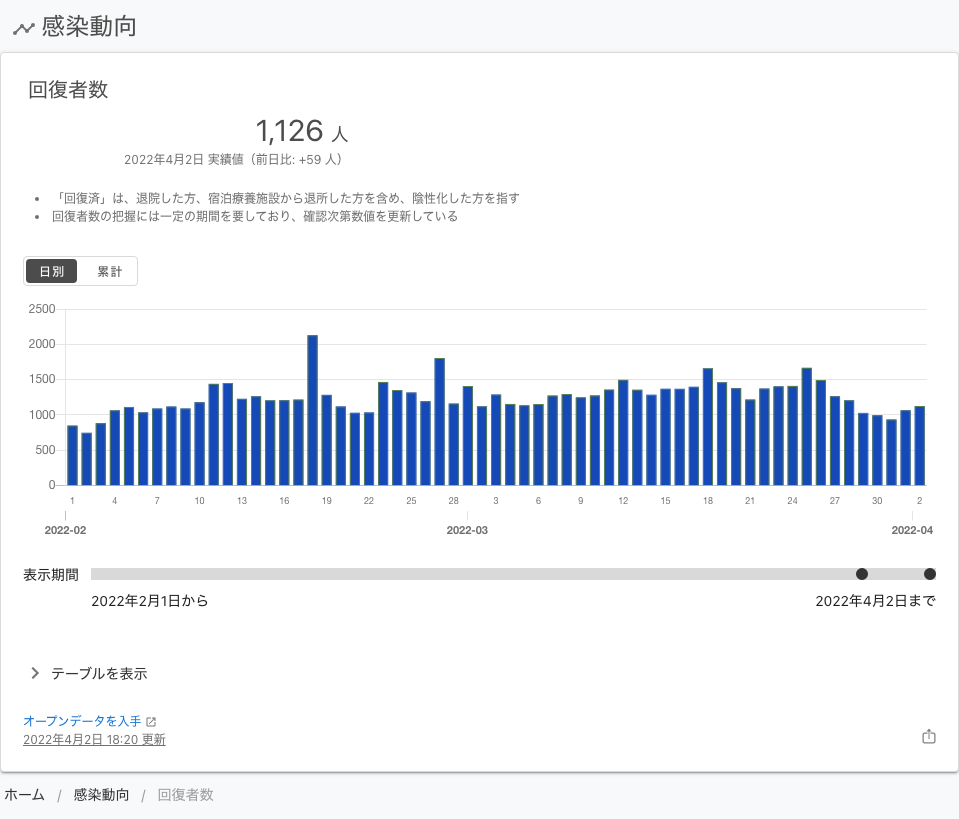 感染動向
回復者数
1,126 人
2022年4月2日 実績値（前日比: +59 人）
• 「回復済」は、退院した方、宿泊療養施設から退所した方を含め、陰性化した方を指す
• 回復者数の把握には一定の期間を要しており、確認次第数値を更新している
日別 累計
2500
2000
1500
1000
500
0
1 4 7 10 13 16 19 22 25 28 3 6 9 12 15 18 21 24 27 30 2
2022-02 2022-03 2022-04
表示期間
2022年2月1日から 2022年4月2日まで
テーブルを表示
オープンデータを入手
2022年4月2日 18:20 更新
ホーム / 感染動向 / 回復者数